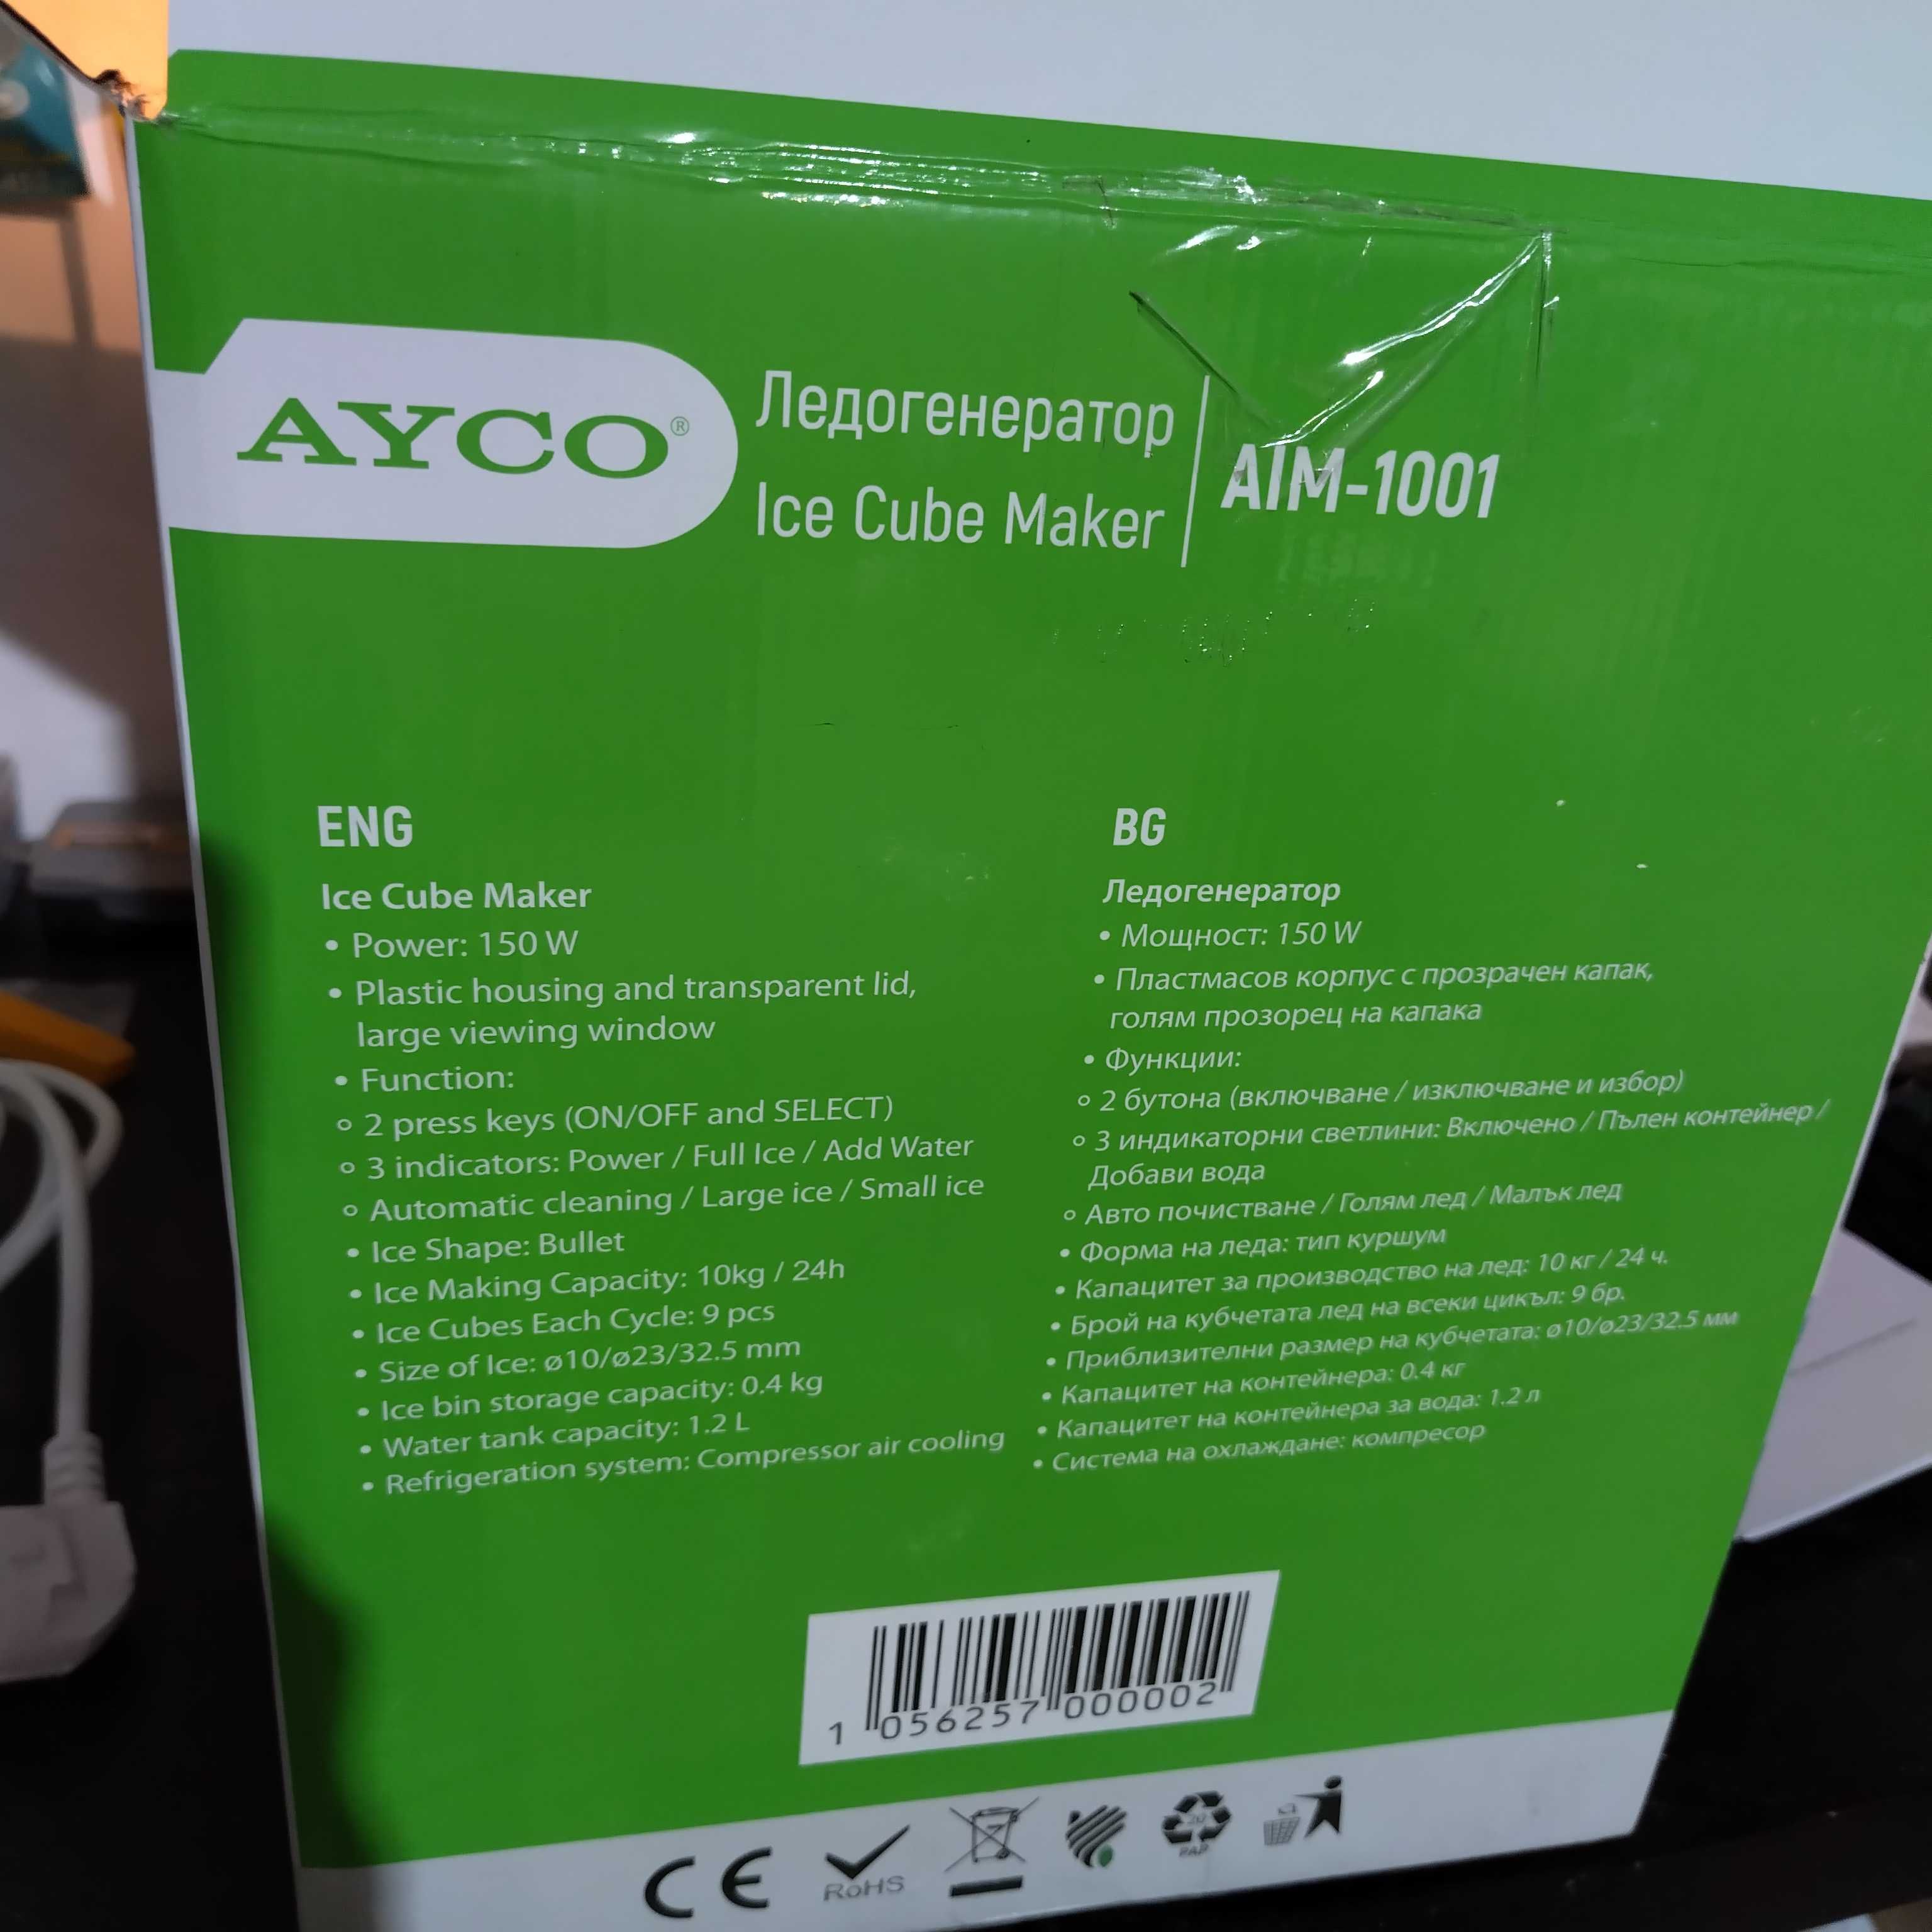 AYCO®
Ледогенератор
Ice Cube Maker
AIM-1001
ENG
Ice Cube Maker
• Power: 150 W
• Plastic housing and transparent lid,
large viewing window
• Function:
∘ 2 press keys (ON/OFF and SELECT)
∘ 3 indicators: Power / Full Ice / Add Water
∘ Automatic cleaning / Large ice / Small ice
• Ice Shape: Bullet
• Ice Making Capacity: 10kg / 24h
• Ice Cubes Each Cycle: 9 pcs
• Size of Ice: ø10/ø23/32.5 mm
• Ice bin storage capacity: 0.4 kg
• Water tank capacity: 1.2 L
• Refrigeration system: Compressor air cooling
BG
Ледогенератор
• Мощност: 150 W
• Пластмасов корпус с прозрачен капак,
голям прозорец на капака
• Функции:
∘ 2 бутона (включване / изключване и избор)
∘ 3 индикаторни светлини: Включено / Пълен контейнер /
Добави вода
∘ Авто почистване / Голям лед / Малък лед
• Форма на леда: тип куршум
• Капацитет за производство на лед: 10 кг / 24 ч.
• Брой на кубчетата лед на всеки цикъл: 9 бр.
• Приблизителни размер на кубчетата: ø10/ø23/32.5 мм
• Капацитет на контейнера: 0.4 кг
• Капацитет на контейнера за вода: 1.2 л
• Система на охлаждане: компресор
1 056257 000002
CE
RoHS
20
PAP